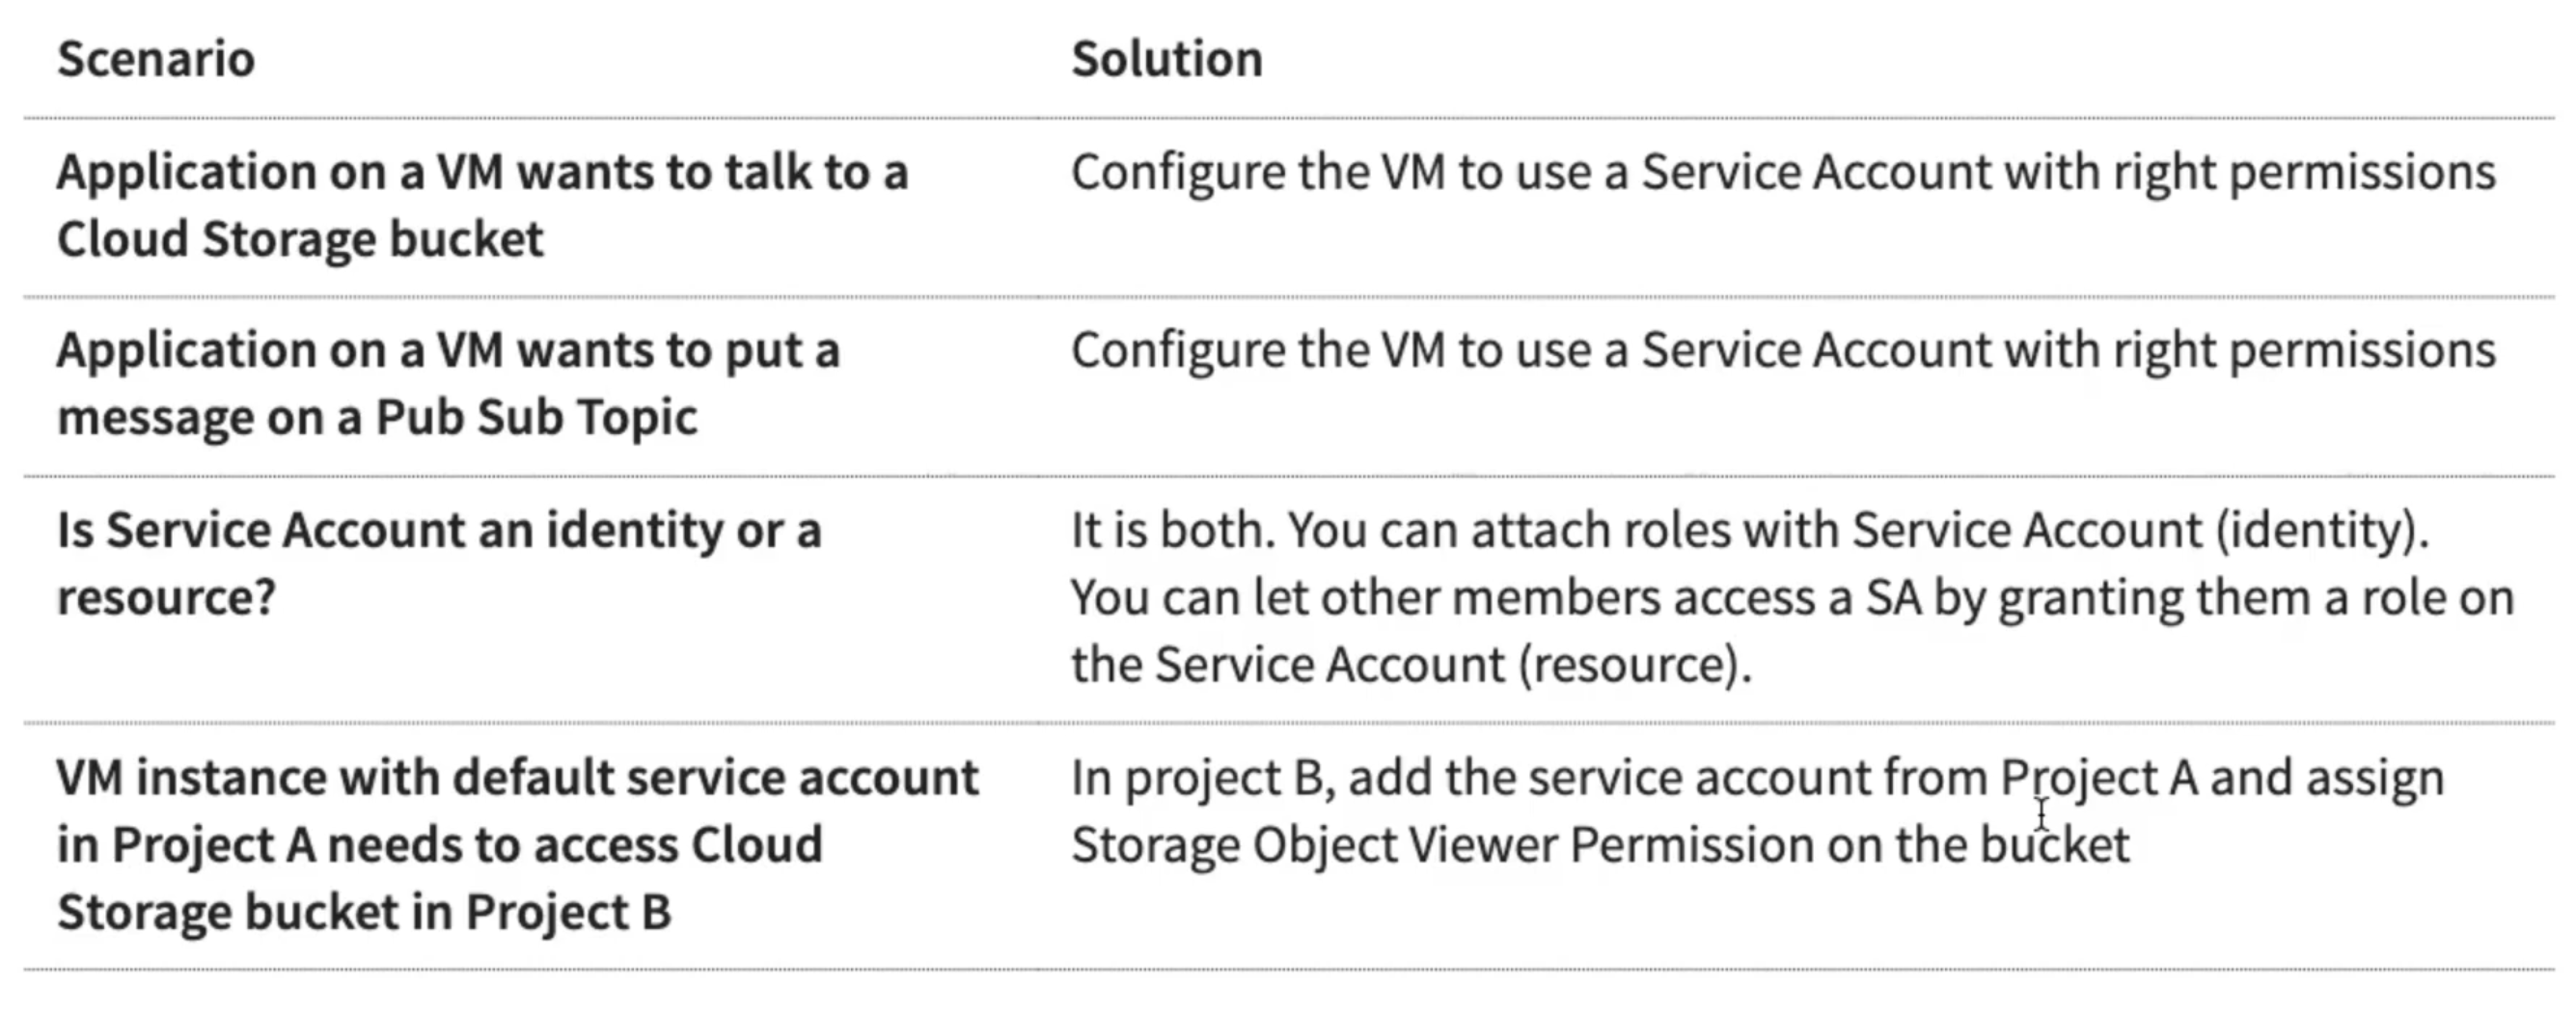 Scenario
Solution
Application on a VM wants to talk to a
Cloud Storage bucket
Configure the VM to use a Service Account with right permissions
Application on a VM wants to put a
message on a Pub Sub Topic
Configure the VM to use a Service Account with right permissions
Is Service Account an identity or a
resource?
It is both. You can attach roles with Service Account (identity).
You can let other members access a SA by granting them a role on
the Service Account (resource).
VM instance with default service account
in Project A needs to access Cloud
Storage bucket in Project B
In project B, add the service account from Project A and assign
Storage Object Viewer Permission on the bucket